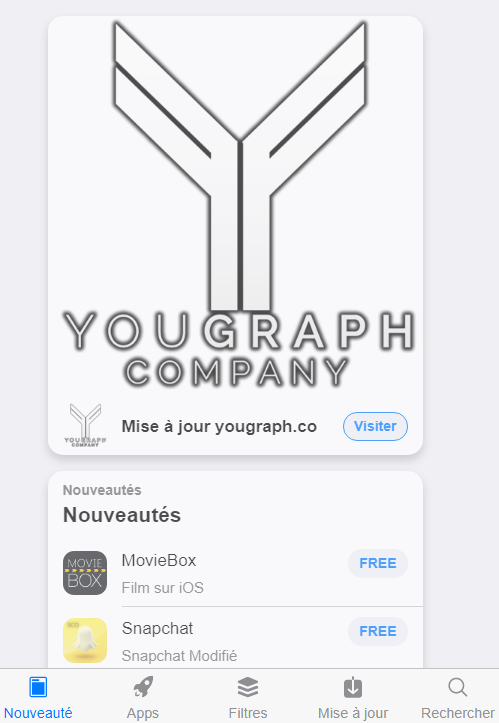 YOUGRAPH
COMPANY
YOUGRAPH
COMPANY
Mise à jour yougraph.co
Visiter
Nouveautés
Nouveautés
MOVIE
BOX
MovieBox
Film sur iOS
FREE
Snapchat
Snapchat Modifié
FREE
Nouveauté
Apps
Filtres
Mise à jour
Rechercher